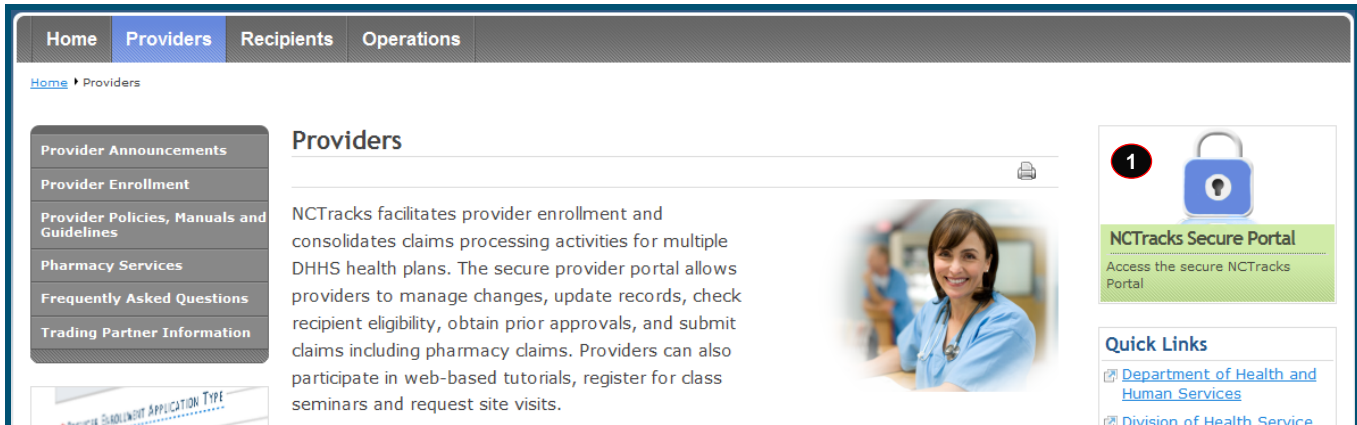 Home Providers Recipients Operations
Home Providers
Provider Announcements
Provider Enrollment
Provider Policies, Manuals and
Guidelines
Pharmacy Services
Frequently Asked Questions
Trading Partner Information
ENROLLMENT APPLICATION TYPE
Providers
NCTracks facilitates provider enrollment and
consolidates claims processing activities for multiple
DHHS health plans. The secure provider portal allows
providers to manage changes, update records, check
recipient eligibility, obtain prior approvals, and submit
claims including pharmacy claims. Providers can also
participate in web-based tutorials, register for class
seminars and request site visits.
1
NCTracks Secure Portal
Access the secure NCTracks
Portal
Quick Links
Department of Health and
Human Services
Division of Health Service